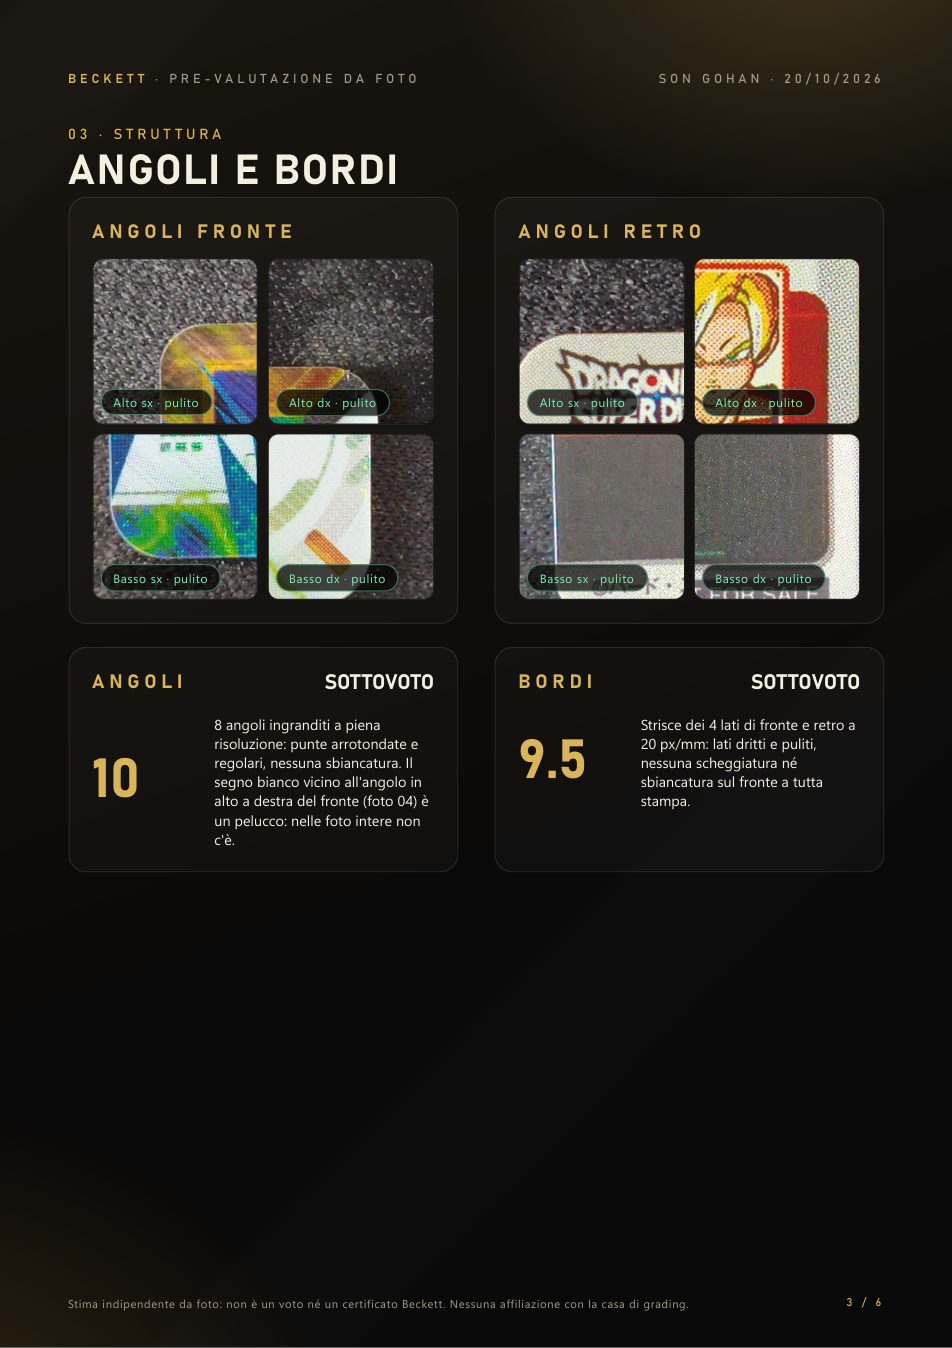 BECKETT · PRE-VALUTAZIONE DA FOTO
SON GOHAN · 20/10/2026
03 · STRUTTURA
ANGOLI E BORDI
ANGOLI FRONTE
Alto sx · pulito
Alto dx · pulito
Basso sx · pulito
Basso dx · pulito
ANGOLI RETRO
DRAGON
Alto sx · pulito
Alto dx · pulito
Basso sx · pulito
Basso dx · pulito
FOR SALE
ANGOLI
SOTTOVOTO
10
8 angoli ingranditi a piena
risoluzione: punte arrotondate e
regolari, nessuna sbiancatura. Il
segno bianco vicino all'angolo in
alto a destra del fronte (foto 04) è
un pelucco: nelle foto intere non
c'è.
BORDI
SOTTOVOTO
9.5
Strisce dei 4 lati di fronte e retro a
20 px/mm: lati dritti e puliti,
nessuna scheggiatura né
sbiancatura sul fronte a tutta
stampa.
Stima indipendente da foto: non è un voto né un certificato Beckett. Nessuna affiliazione con la casa di grading.
3 / 6